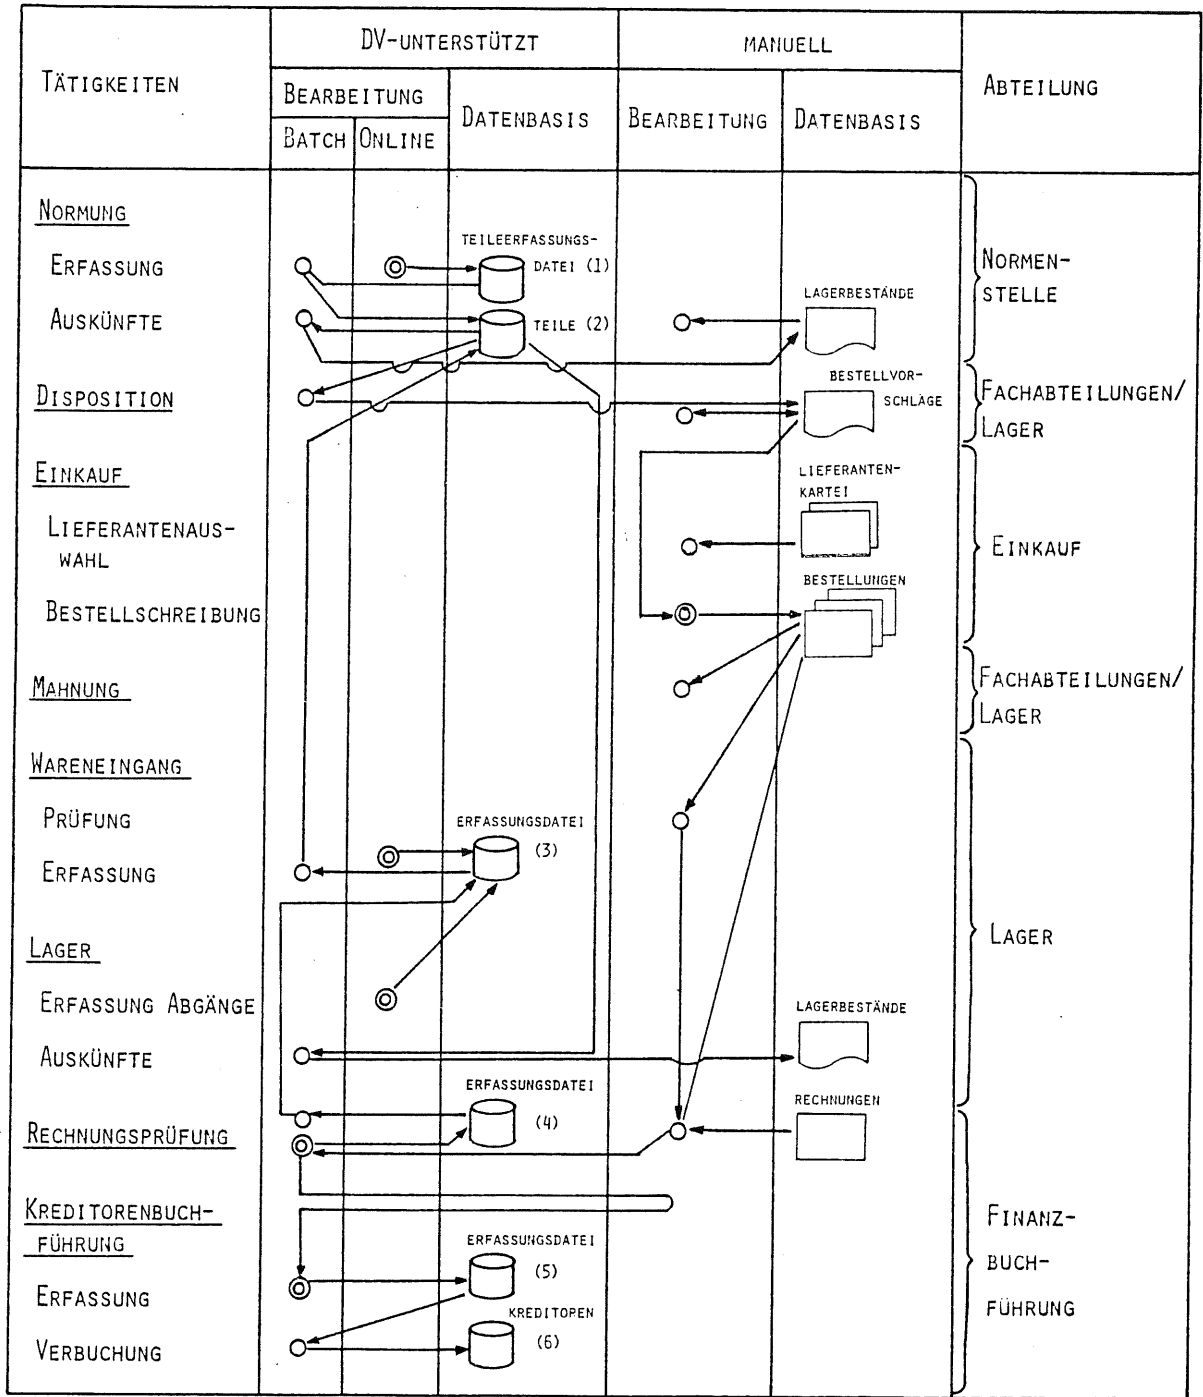 TÄTIGKEITEN
DV-UNTERSTÜTZT
MANUELL
ABTEILUNG
BEARBEITUNG
DATENBASIS
BEARBEITUNG
DATENBASIS
BATCH
ONLINE
NORMUNG
ERFASSUNG
AUSKÜNFTE
DISPOSITION
EINKAUF
LIEFERANTENAUS-
WAHL
BESTELLSCHREIBUNG
MAHNUNG
WARENEINGANG
PRÜFUNG
ERFASSUNG
LAGER
ERFASSUNG ABGÄNGE
AUSKÜNFTE
RECHNUNGSPRÜFUNG
KREDITORENBUCH-
FÜHRUNG
ERFASSUNG
VERBUCHUNG
TEILEERFASSUNGS-
DATEI (1)
TEILE (2)
ERFASSUNGSDATEI
(3)
ERFASSUNGSDATEI
(4)
ERFASSUNGSDATEI
(5)
KREDITOPEN
(6)
LAGERBESTÄNDE
BESTELLVOR-
SCHLÄGE
LIEFERANTEN-
KARTEI
BESTELLUNGEN
LAGERBESTÄNDE
RECHNUNGEN
NORMEN-
STELLE
FACHABTEILUNGEN/
LAGER
EINKAUF
FACHABTEILUNGEN/
LAGER
LAGER
FINANZ-
BUCH-
FÜHRUNG